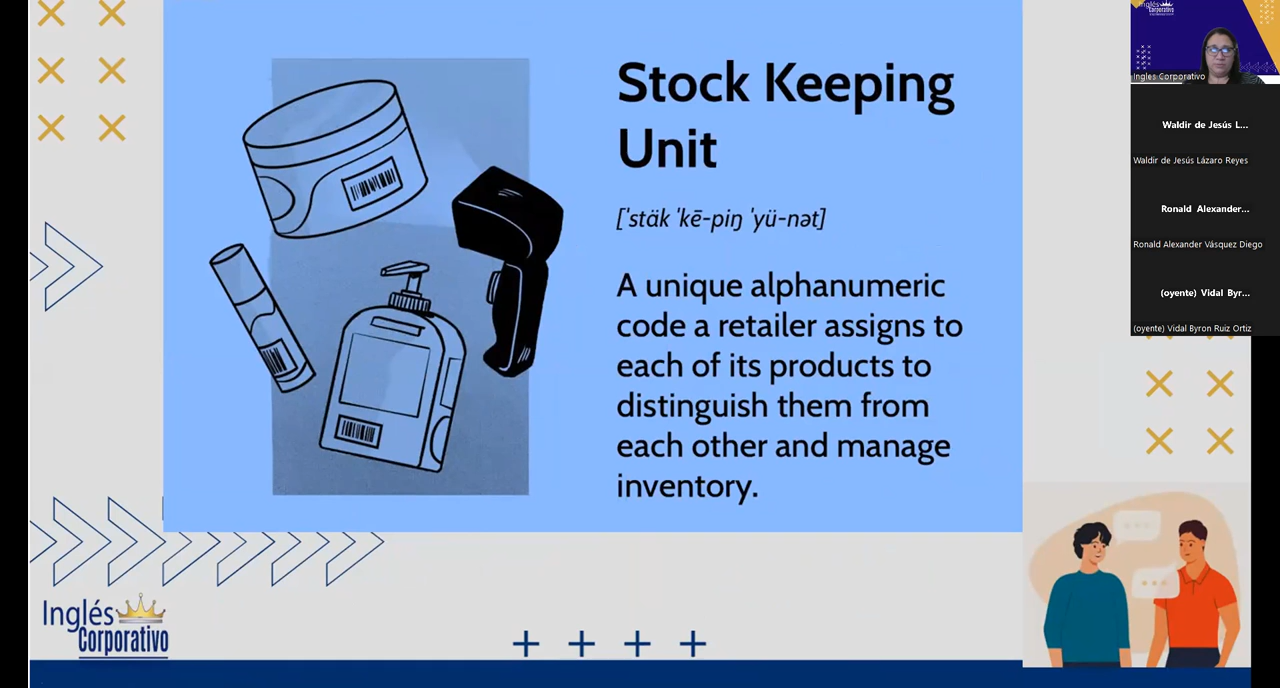 Stock Keeping
Unit
[ˈstäk ˈkē-piŋ ˈyü-nət]
A unique alphanumeric
code a retailer assigns to
each of its products to
distinguish them from
each other and manage
inventory.
Inglés
Corporativo
Inglés
Corporativo
Ingles Corporativo
Waldir de Jesús L...
Waldir de Jesús Lázaro Reyes
Ronald Alexander...
Ronald Alexander Vásquez Diego
(oyente) Vidal Byr...
(oyente) Vidal Byron Ruiz Ortiz